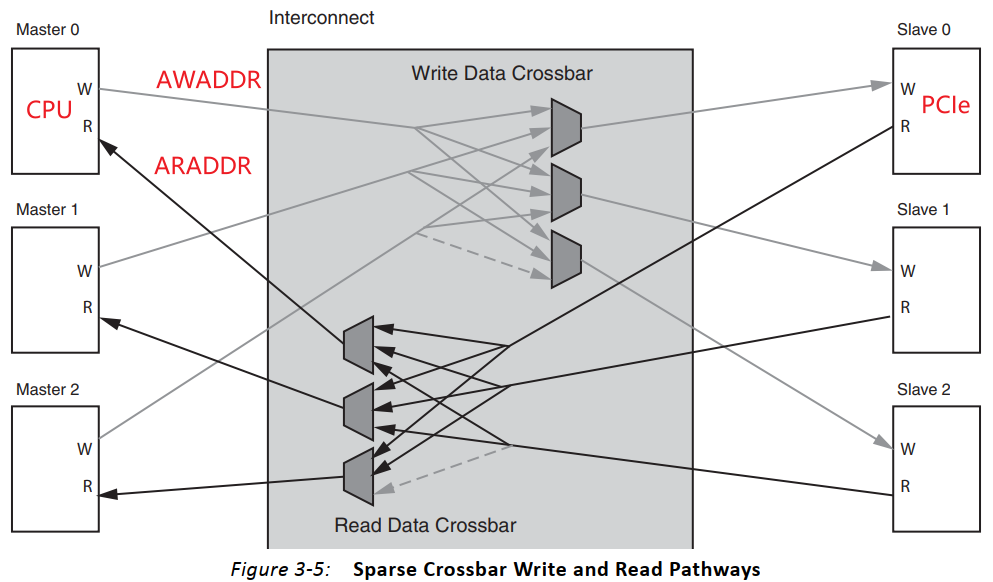 Interconnect
Master 0
Slave 0
Write Data Crossbar
AWADDR
W
CPU
R
ARADDR
W
PCIe
R
Master 1
Slave 1
W
R
W
R
Master 2
Slave 2
W
R
W
R
Read Data Crossbar
Figure 3-5: Sparse Crossbar Write and Read Pathways